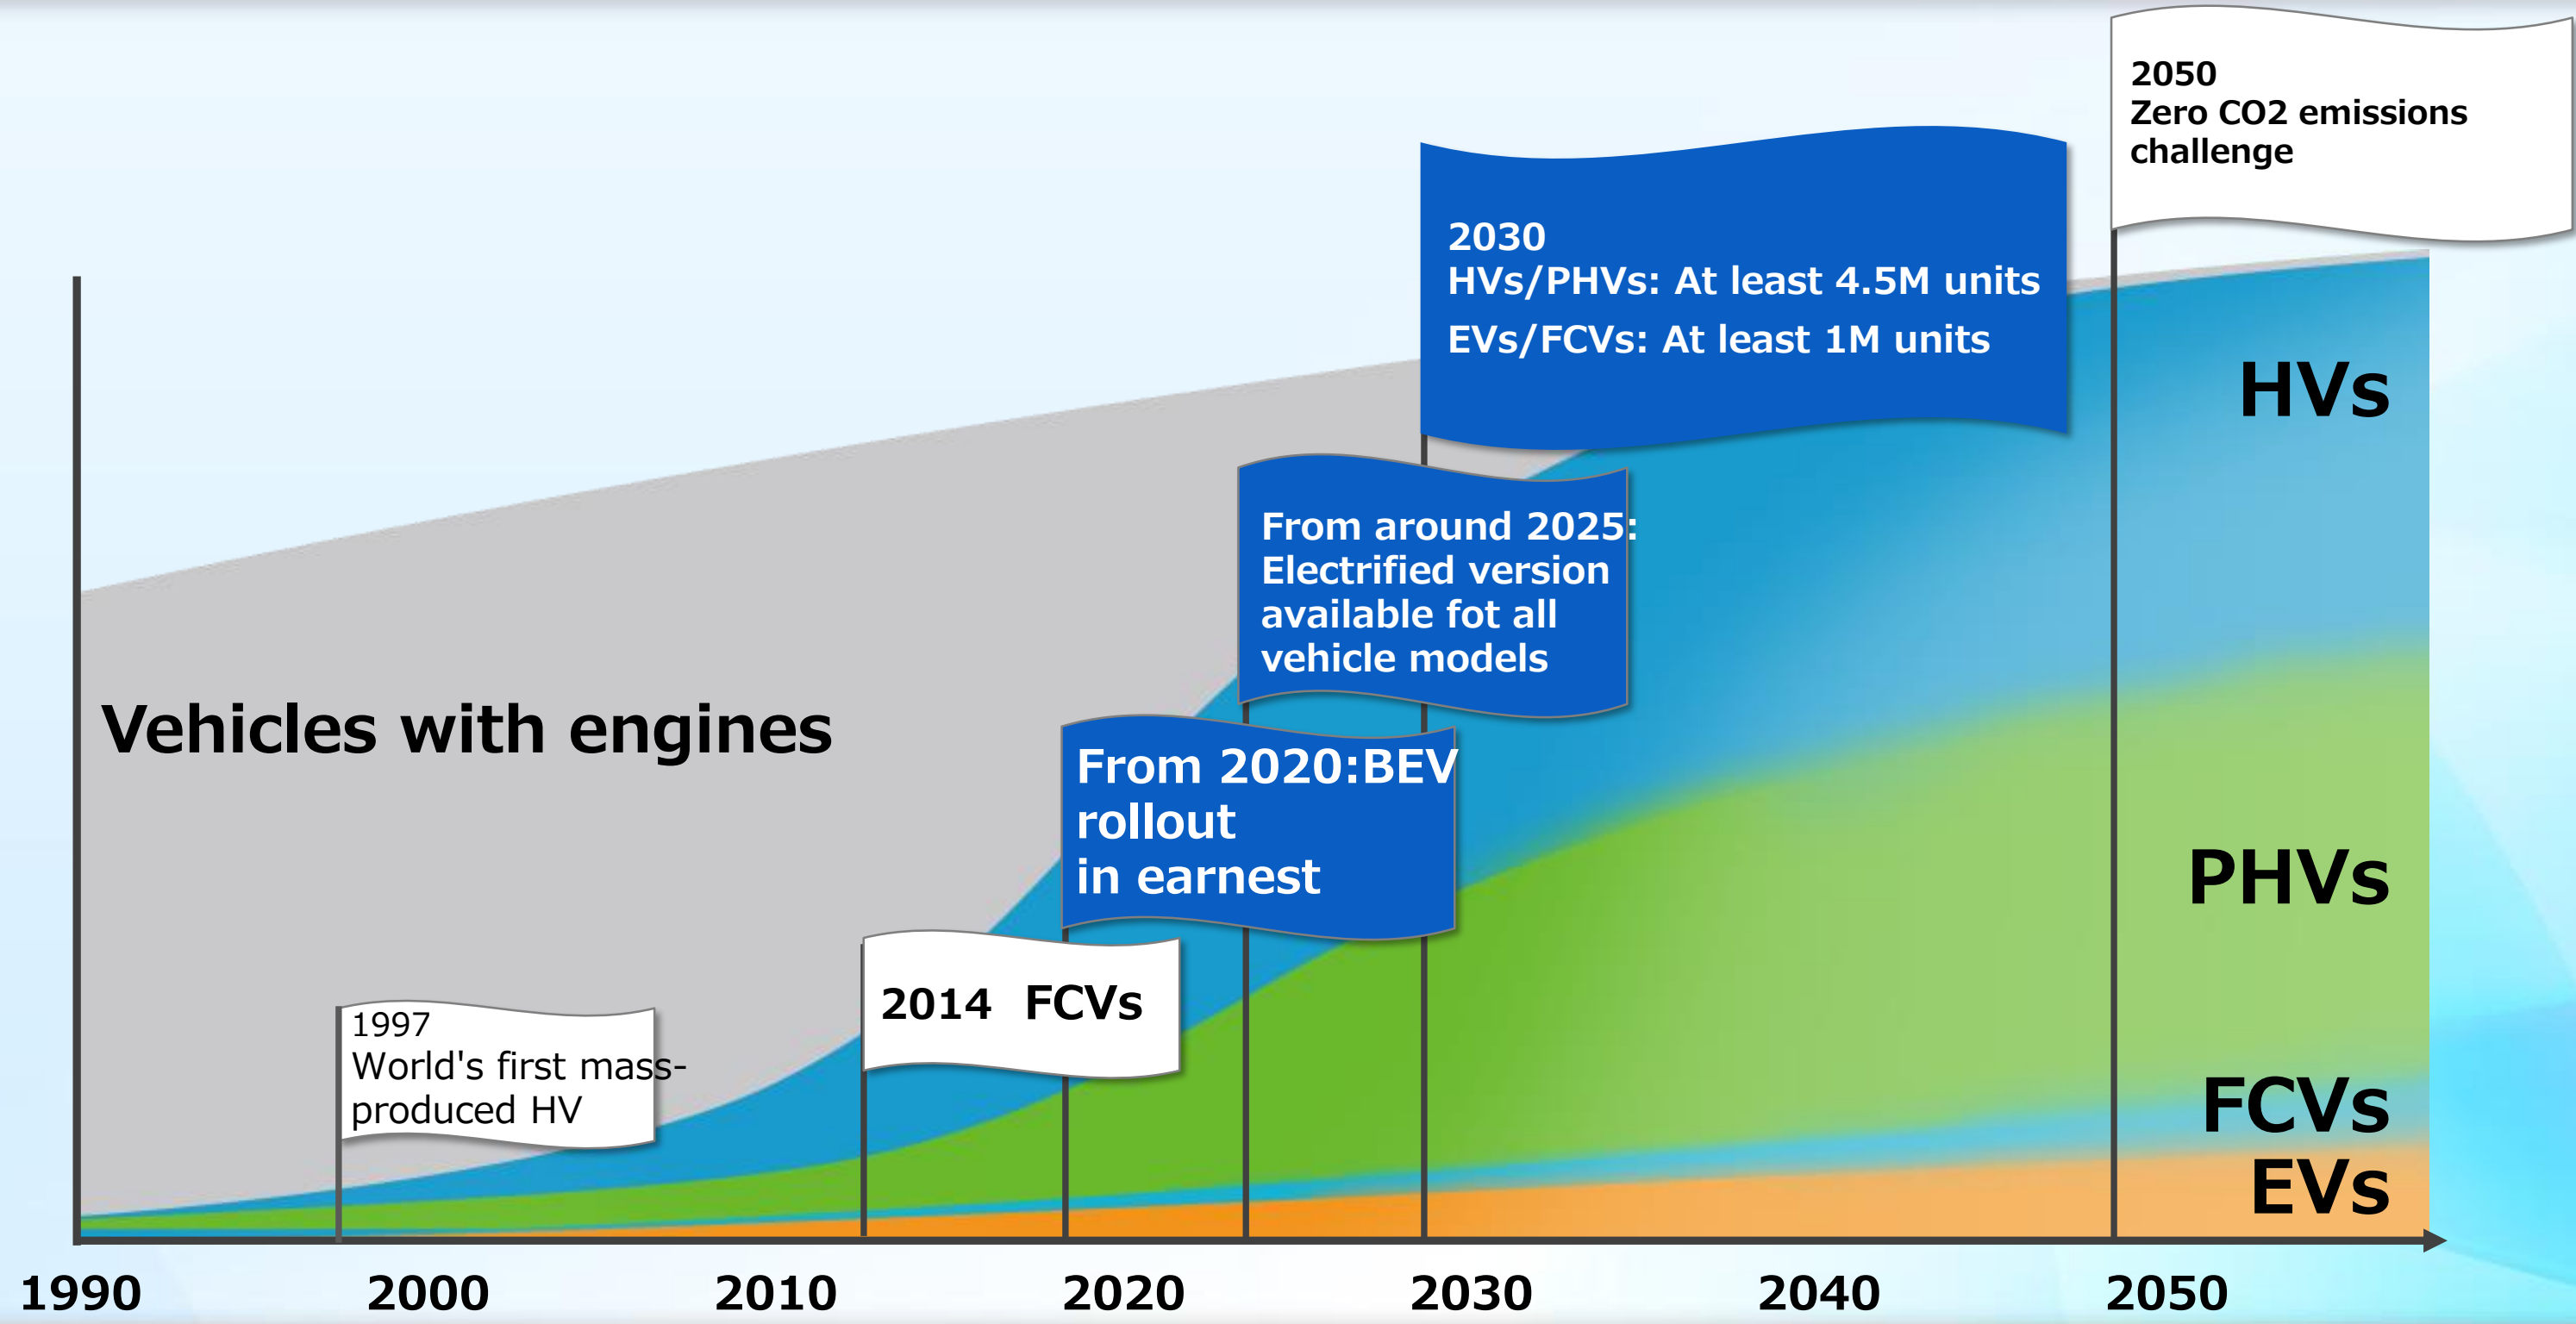 2050
Zero CO2 emissions
challenge
2030
HVs/PHVs: At least 4.5M units
EVs/FCVs: At least 1M units
HVs
From around 2025:
Electrified version
available fot all
vehicle models
Vehicles with engines
From 2020:BEV
rollout
in earnest
PHVs
2014 FCVs
1997
World's first mass-
produced HV
FCVs
EVs
1990 2000 2010 2020 2030 2040 2050